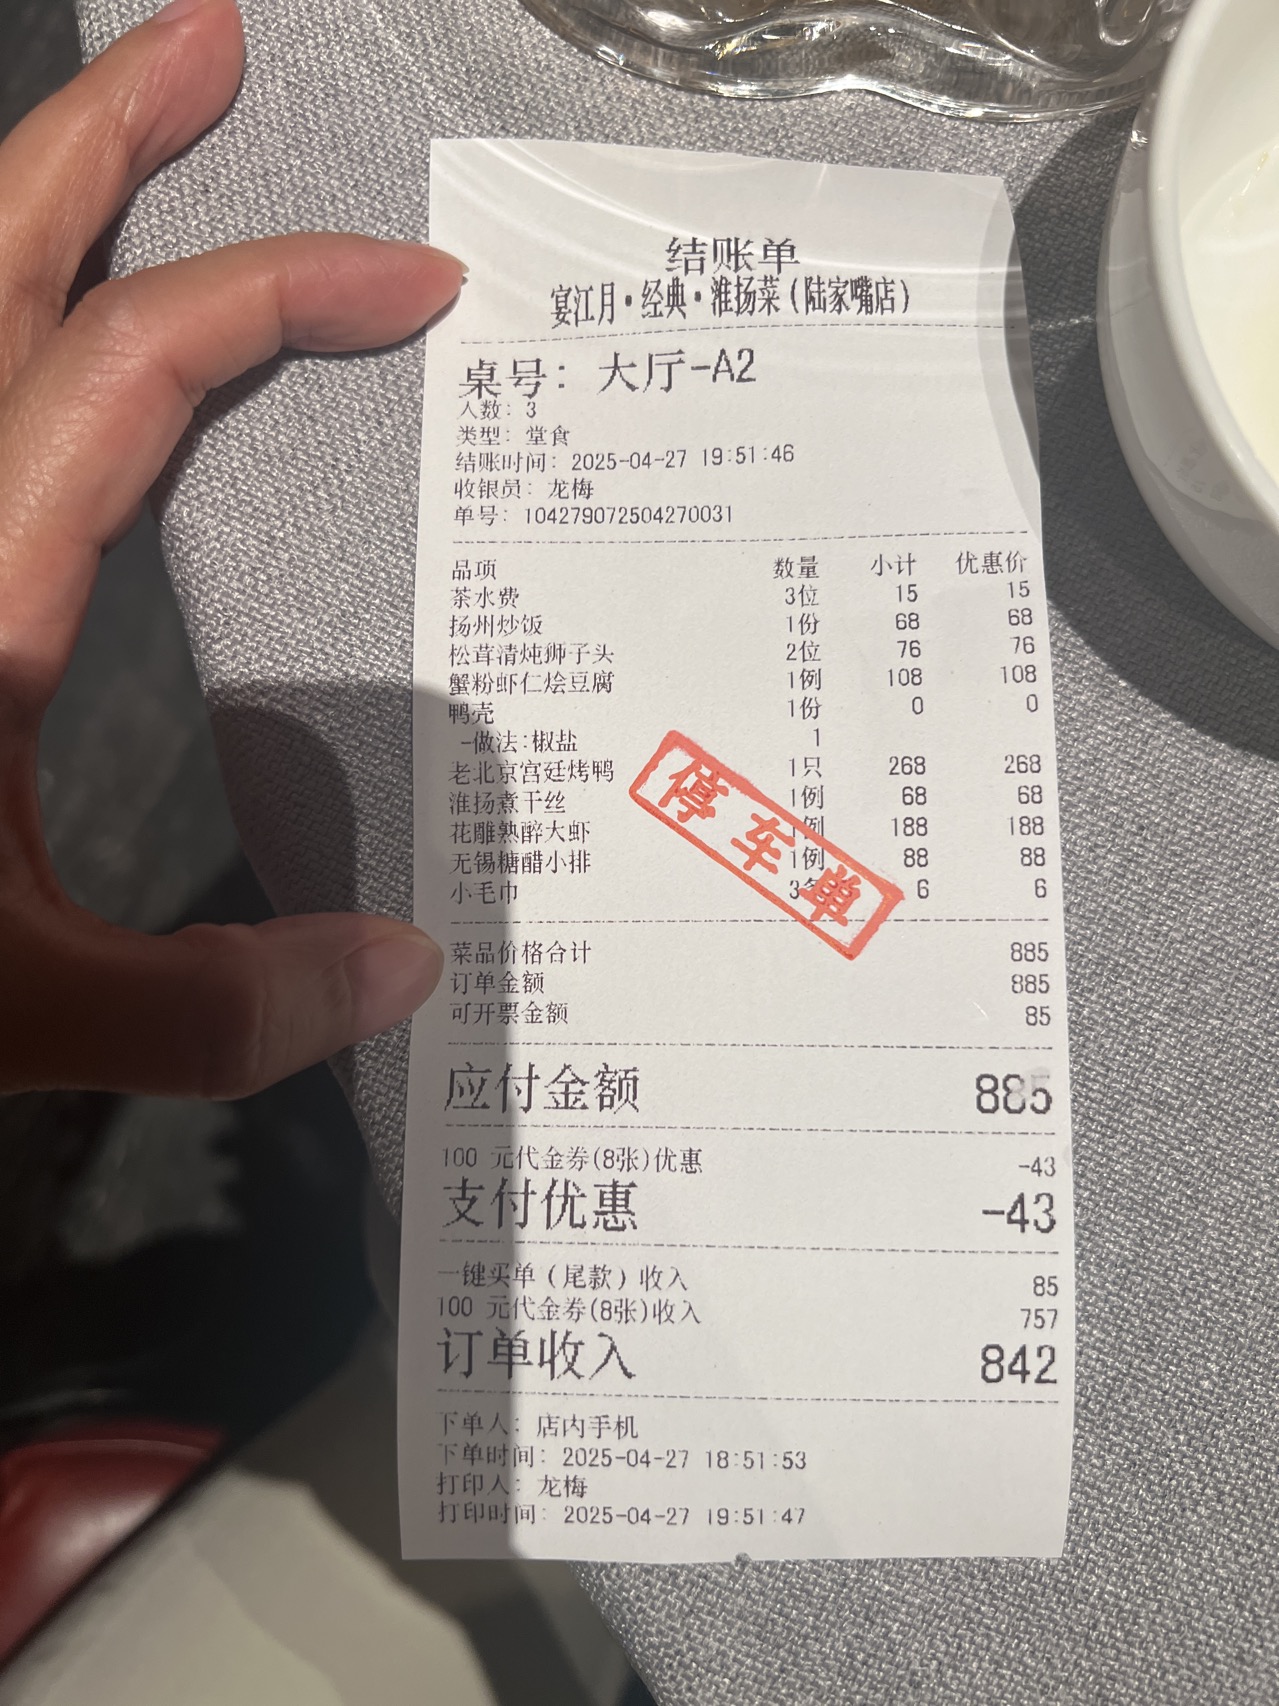 结账单
宴江月·经典·淮扬菜(陆家嘴店)
桌号: 大厅-A2
人数: 3
类型: 堂食
结账时间: 2025-04-27 19:51:46
收银员: 龙梅
单号: 104279072504270031
品项 数量 小计 优惠价
茶水费 3位 15 15
扬州炒饭 1份 68 68
松茸清炖狮子头 2位 76 76
蟹粉虾仁烩豆腐 1例 108 108
鸭壳 1份 0 0
-做法:椒盐 1
老北京宫廷烤鸭 1只 268 268
淮扬煮干丝 1例 68 68
花雕熟醉大虾 1例 188 188
无锡糖醋小排 1例 88 88
小毛巾 3条 6 6
停车单
菜品价格合计 885
订单金额 885
可开票金额 85
应付金额 885
100 元代金券(8张)优惠 -43
支付优惠 -43
一键买单(尾款)收入 85
100 元代金券(8张)收入 757
订单收入 842
下单人: 店内手机
下单时间: 2025-04-27 18:51:53
打印人: 龙梅
打印时间: 2025-04-27 19:51:47